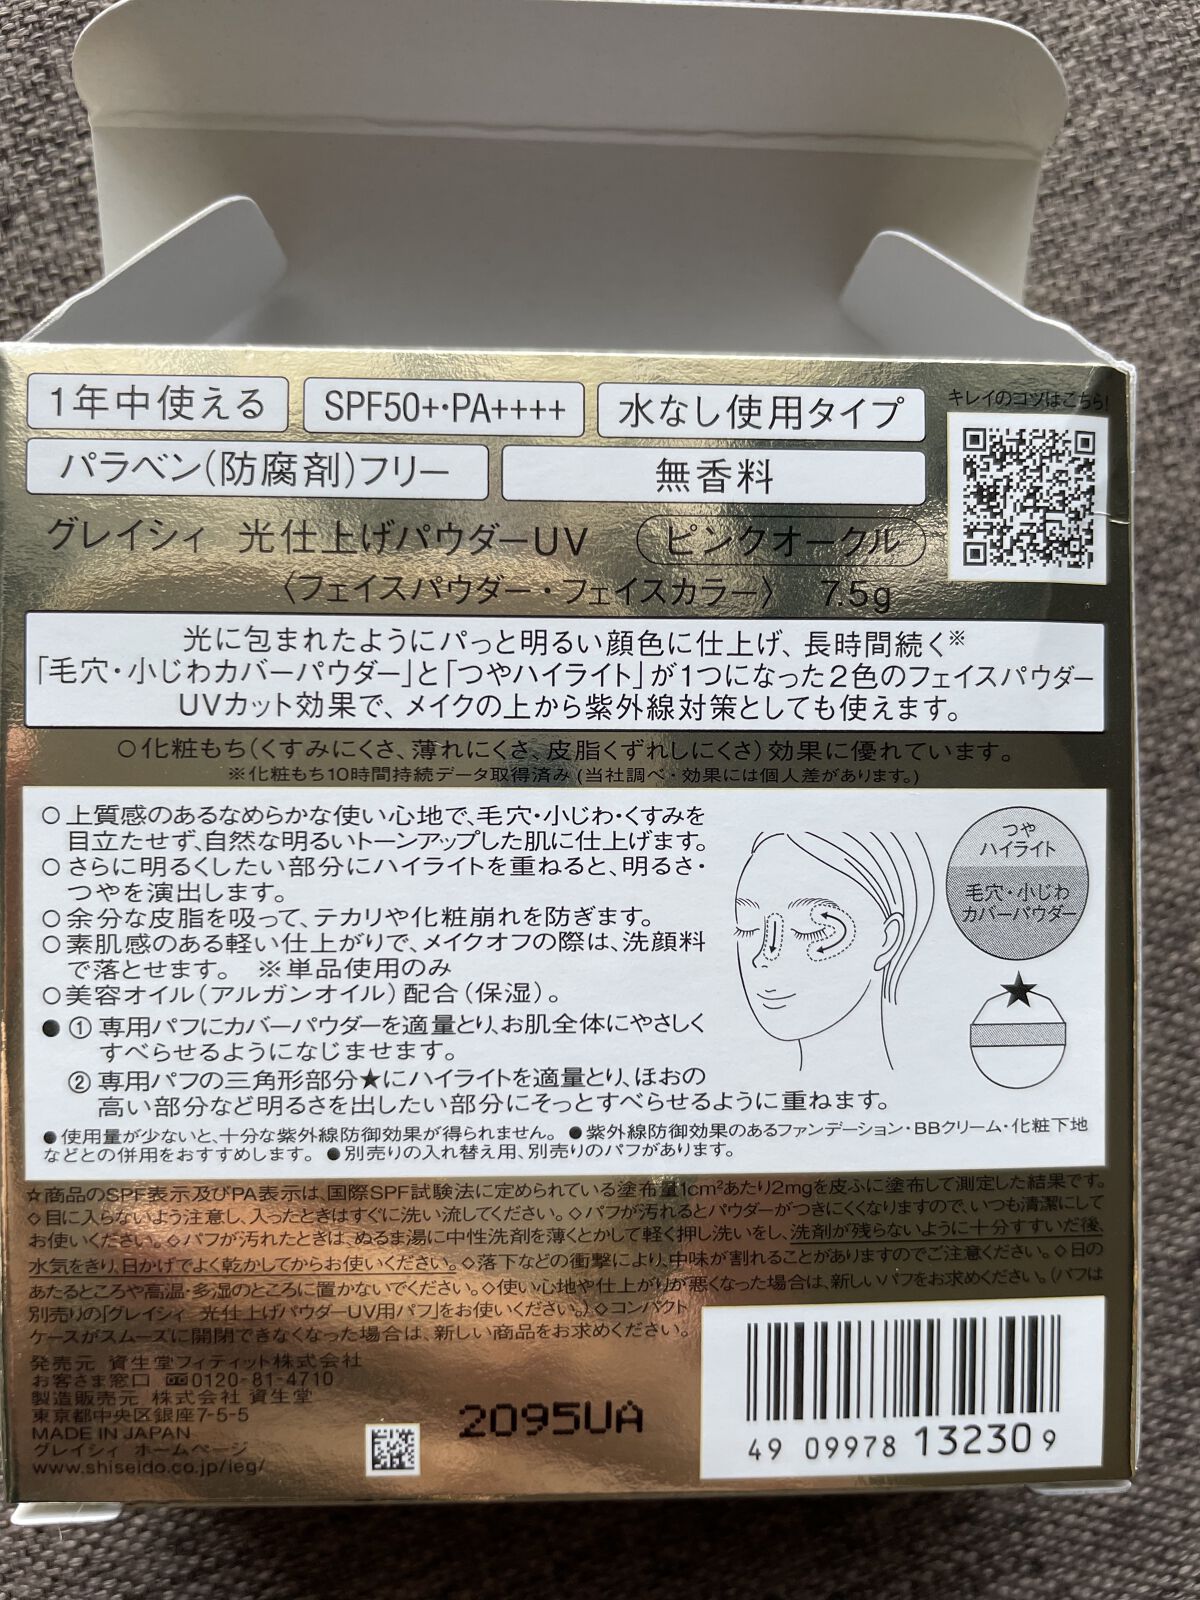 1年中使える SPF50+・PA++++ 水なし使用タイプ キレイのコツはこちら!
パラベン(防腐剤)フリー 無香料
グレイシィ 光仕上げパウダーUV ピンクオークル
〈フェイスパウダー・フェイスカラー〉 7.5g
光に包まれたようにパっと明るい顔色に仕上げ、長時間続く※
「毛穴・小じわカバーパウダー」と「つやハイライト」が1つになった2色のフェイスパウダー
UVカット効果で、メイクの上から紫外線対策としても使えます。
○化粧もち(くすみにくさ、薄れにくさ、皮脂くずれしにくさ)効果に優れています。
※化粧もち10時間持続データ取得済み(当社調べ・効果には個人差があります。)
○上質感のあるなめらかな使い心地で、毛穴・小じわ・くすみを
目立たせず、自然な明るいトーンアップした肌に仕上げます。
○さらに明るくしたい部分にハイライトを重ねると、明るさ・
つやを演出します。
○余分な皮脂を吸って、テカリや化粧崩れを防ぎます。
○素肌感のある軽い仕上がりで、メイクオフの際は、洗顔料
で落とせます。 ※単品使用のみ
○美容オイル(アルガンオイル)配合(保湿)。
つや
ハイライト
毛穴・小じわ
カバーパウダー
★
●①専用パフにカバーパウダーを適量とり、お肌全体にやさしく
すべらせるようになじませます。
②専用パフの三角形部分★にハイライトを適量とり、ほおの
高い部分など明るさを出したい部分にそっとすべらせるように重ねます。
●使用量が少ないと、十分な紫外線防御効果が得られません。 ●紫外線防御効果のあるファンデーション・BBクリーム・化粧下地
などとの併用をおすすめします。 ●別売りの入れ替え用、別売りのパフがあります。
☆商品のSPF表示及びPA表示は、国際SPF試験法に定められている塗布量1cm²あたり2mgを皮ふに塗布して測定した結果です。
◇目に入らないよう注意し、入ったときはすぐに洗い流してください。◇パフが汚れるとパウダーがつきにくくなりますので、いつも清潔にして
お使いください。◇パフが汚れたときは、ぬるま湯に中性洗剤を薄くとかして軽く押し洗いをし、洗剤が残らないように十分すすいだ後、
水気をきり、日かげでよく乾かしてからお使いください。◇落下などの衝撃により、中味が割れることがありますのでご注意ください。◇日の
あたるところや高温・多湿のところに置かないでください。◇使い心地や仕上がりが悪くなった場合は、新しいパフをお求めください。(パフは
別売りの「グレイシィ 光仕上げパウダーUV用パフ」をお使いください。)◇コンパクト
ケースがスムーズに開閉できなくなった場合は、新しい商品をお求めください。
発売元 資生堂フィティット株式会社
お客さま窓口 0120-81-4710
製造販売元 株式会社 資生堂
東京都中央区銀座7-5-5
MADE IN JAPAN
グレイシィ ホームページ
www.shiseido.co.jp/ieg/
2095UA
49 09978 13230 9